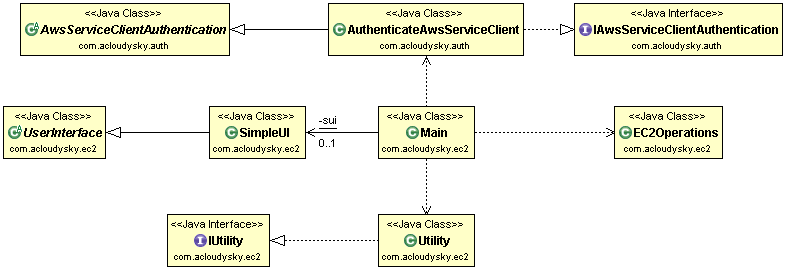 <<Java Class>>
AwsServiceClientAuthentication
com.acloudysky.auth
<<Java Class>>
AuthenticateAwsServiceClient
com.acloudysky.auth
<<Java Interface>>
IAwsServiceClientAuthentication
com.acloudysky.auth
<<Java Class>>
UserInterface
com.acloudysky.ec2
<<Java Class>>
SimpleUI
com.acloudysky.ec2
-sui
0..1
<<Java Class>>
Main
com.acloudysky.ec2
<<Java Class>>
EC2Operations
com.acloudysky.ec2
<<Java Interface>>
IUtility
com.acloudysky.ec2
<<Java Class>>
Utility
com.acloudysky.ec2